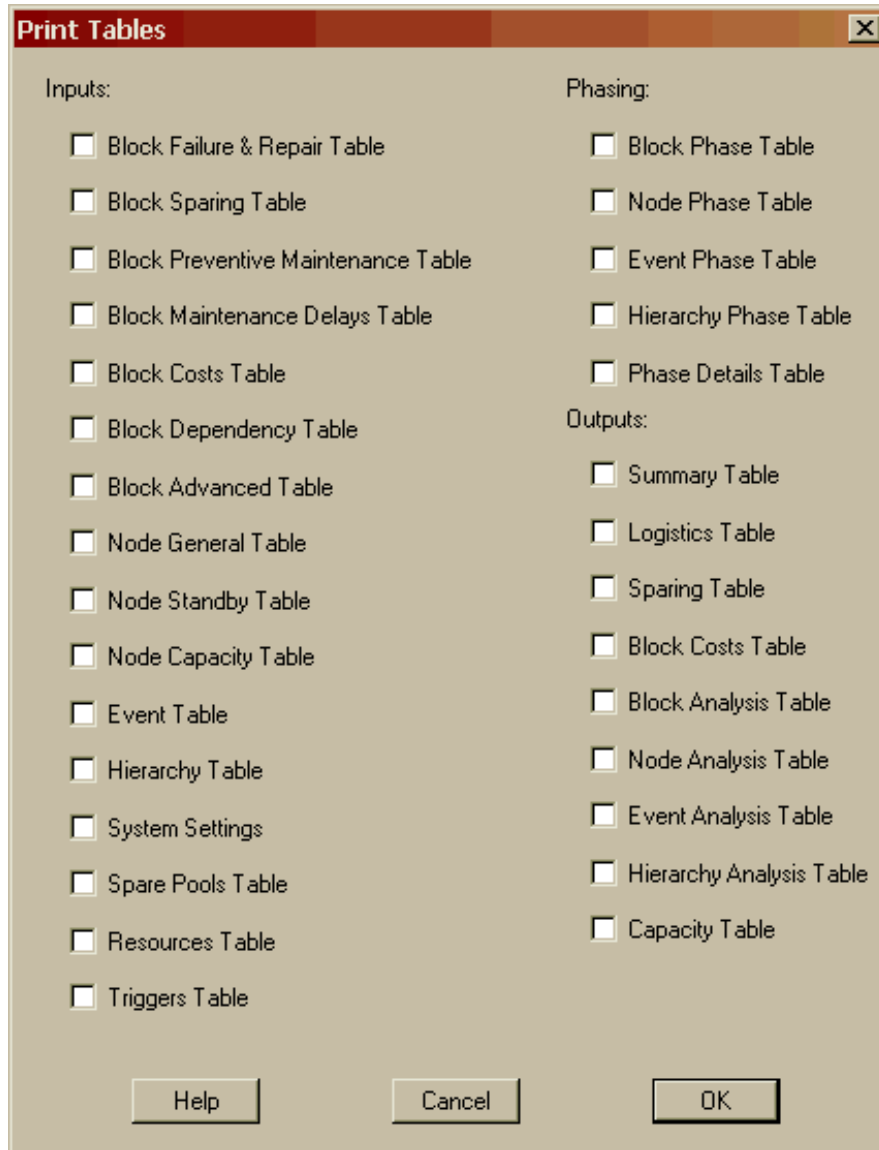 Print Tables
Inputs:
Block Failure & Repair Table
Block Sparing Table
Block Preventive Maintenance Table
Block Maintenance Delays Table
Block Costs Table
Block Dependency Table
Block Advanced Table
Node General Table
Node Standby Table
Node Capacity Table
Event Table
Hierarchy Table
System Settings
Spare Pools Table
Resources Table
Triggers Table
Phasing:
Block Phase Table
Node Phase Table
Event Phase Table
Hierarchy Phase Table
Phase Details Table
Outputs:
Summary Table
Logistics Table
Sparing Table
Block Costs Table
Block Analysis Table
Node Analysis Table
Event Analysis Table
Hierarchy Analysis Table
Capacity Table
Help
Cancel
OK